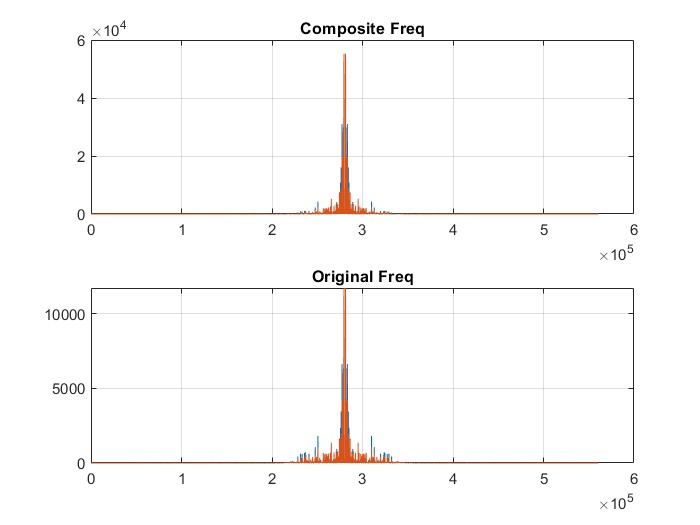 ×10⁴
Composite Freq
6
4
2
0
0 1 2 3 4 5 6
×10⁵
Original Freq
10000
5000
0
0 1 2 3 4 5 6
×10⁵